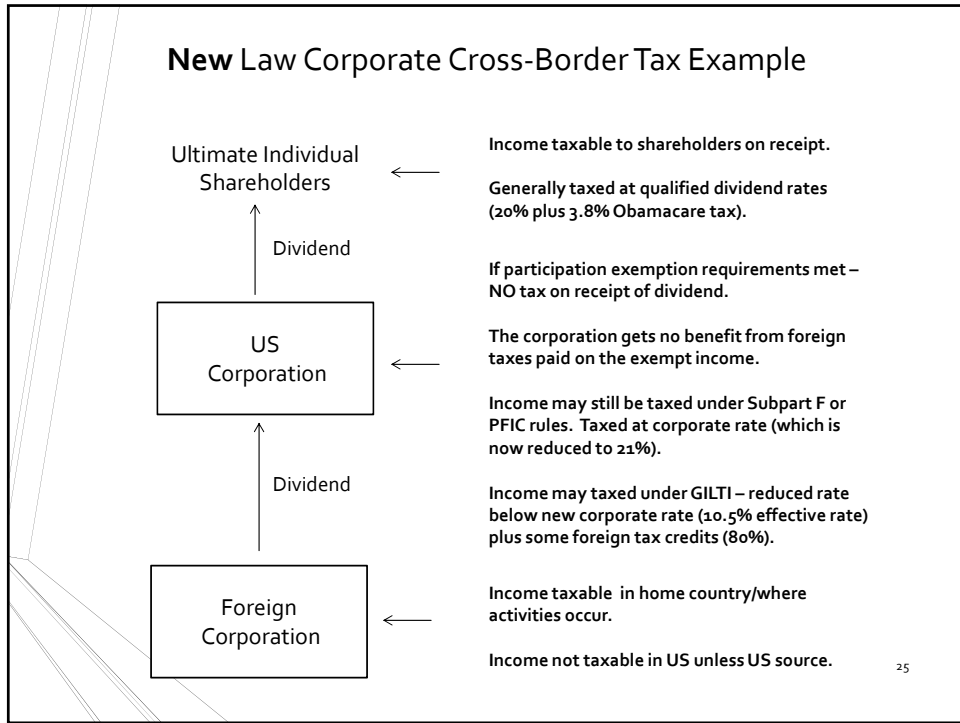 New Law Corporate Cross-Border Tax Example
Ultimate Individual
Shareholders
Income taxable to shareholders on receipt.
Generally taxed at qualified dividend rates
(20% plus 3.8% Obamacare tax).
Dividend
If participation exemption requirements met –
NO tax on receipt of dividend.
US
Corporation
The corporation gets no benefit from foreign
taxes paid on the exempt income.
Income may still be taxed under Subpart F or
PFIC rules. Taxed at corporate rate (which is
now reduced to 21%).
Dividend
Income may taxed under GILTI – reduced rate
below new corporate rate (10.5% effective rate)
plus some foreign tax credits (80%).
Foreign
Corporation
Income taxable in home country/where
activities occur.
Income not taxable in US unless US source.
25